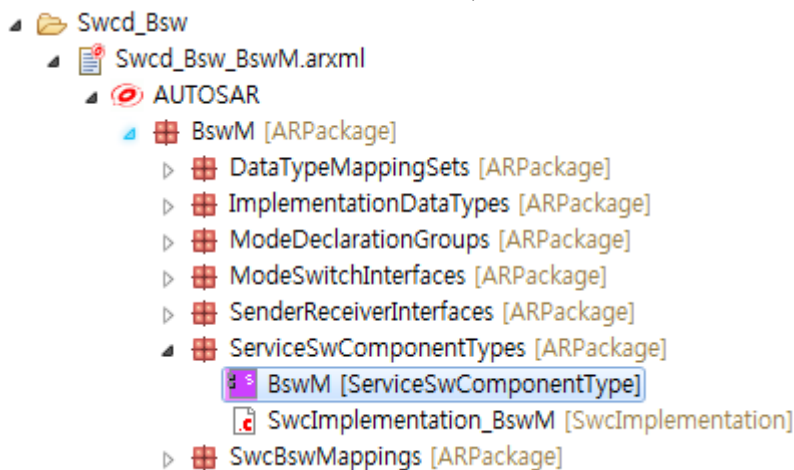 Swcd_Bsw
Swcd_Bsw_BswM.arxml
AUTOSAR
BswM [ARPackage]
DataTypeMappingSets [ARPackage]
ImplementationDataTypes [ARPackage]
ModeDeclarationGroups [ARPackage]
ModeSwitchInterfaces [ARPackage]
SenderReceiverInterfaces [ARPackage]
ServiceSwComponentTypes [ARPackage]
BswM [ServiceSwComponentType]
SwcImplementation_BswM [SwcImplementation]
SwcBswMappings [ARPackage]